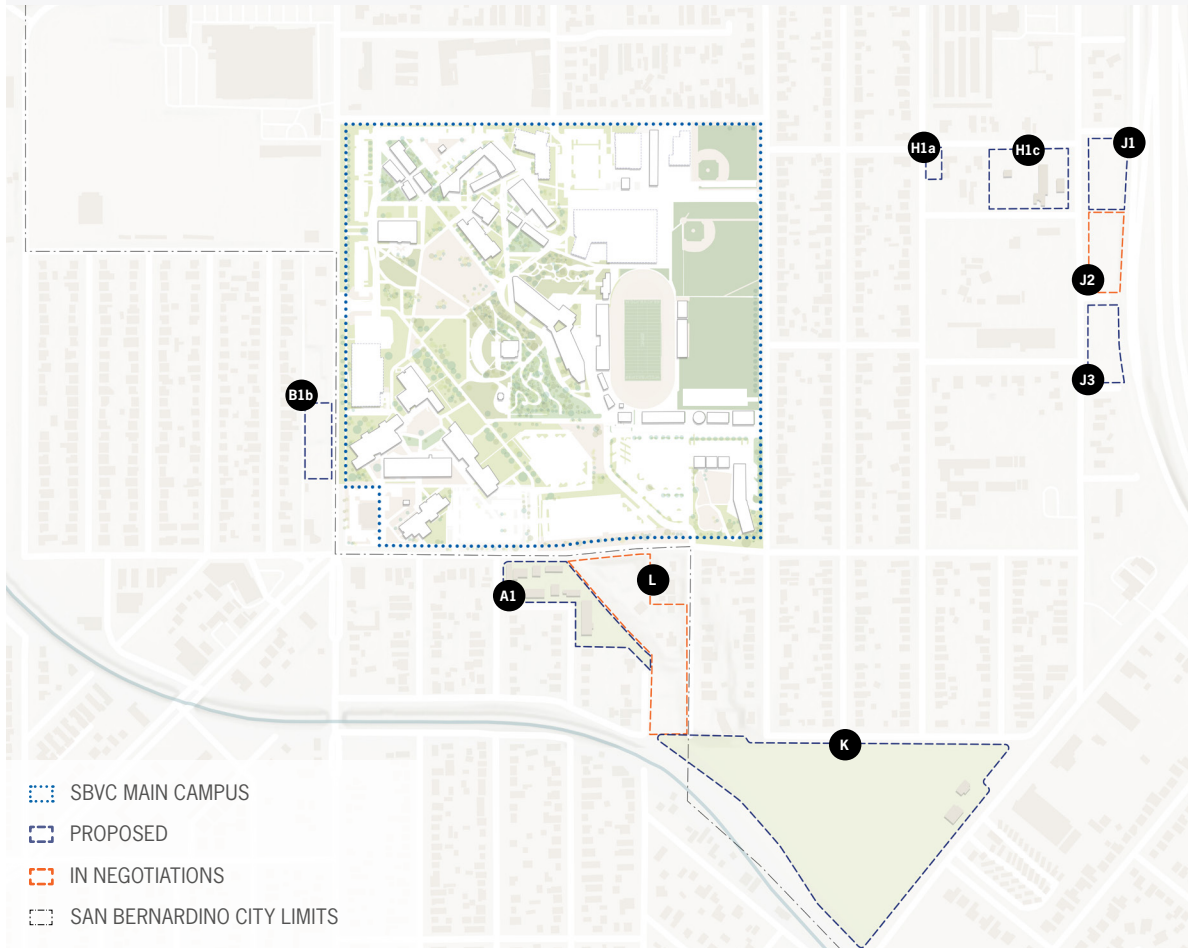 H1a
H1c
J1
J2
J3
B1b
L
A1
K
SBVC MAIN CAMPUS
PROPOSED
IN NEGOTIATIONS
SAN BERNARDINO CITY LIMITS